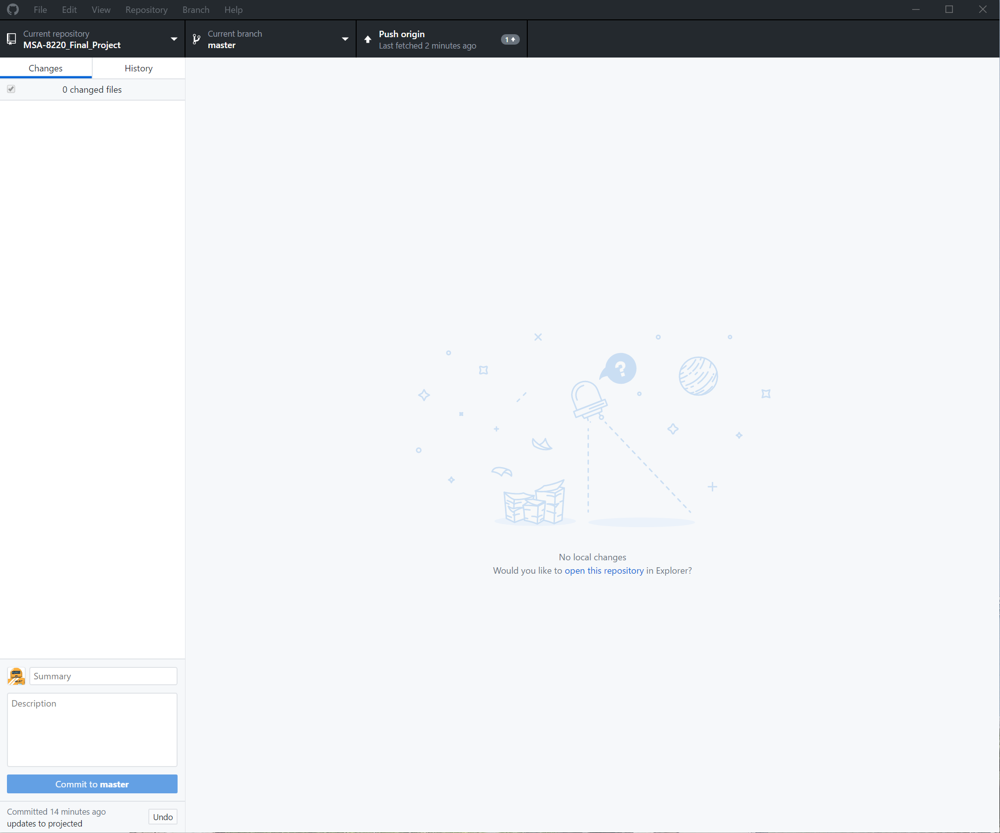 File Edit View Repository Branch Help
Current repository
MSA-8220_Final_Project
Current branch
master
Push origin
Last fetched 2 minutes ago
1
Changes
History
0 changed files
?
No local changes
Would you like to open this repository in Explorer?
Summary
Description
Commit to master
Committed 14 minutes ago
updates to projected
Undo